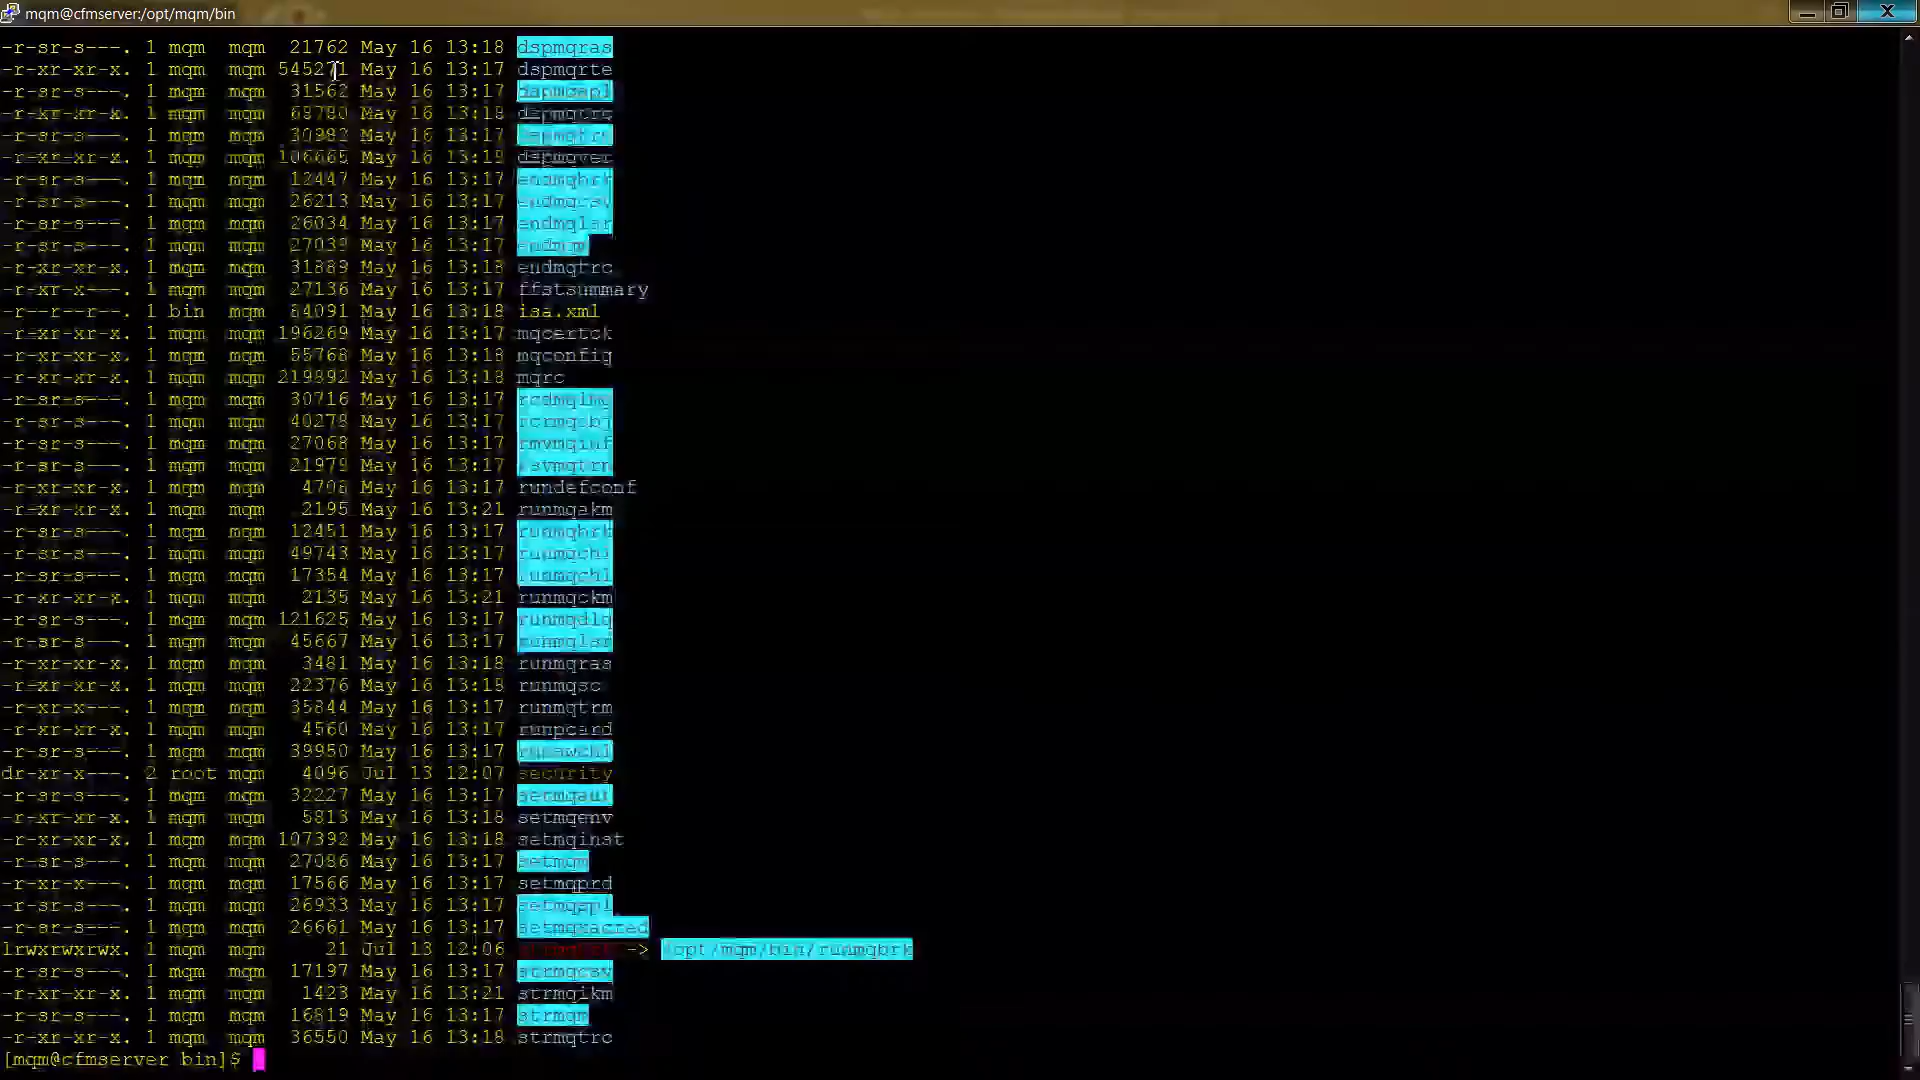 mqm@cfmserver:/opt/mqm/bin
-r-sr-s---. 1 mqm mqm 21762 May 16 13:18 dspmqras
-r-xr-xr-x. 1 mqm mqm 545271 May 16 13:17 dspmqrte
-r-sr-s---. 1 mqm mqm 31562 May 16 13:17 dspmqspl
-r-xr-xr-x. 1 mqm mqm 68780 May 16 13:18 dspmqtrc
-r-sr-s---. 1 mqm mqm 30982 May 16 13:17 dspmqtrn
-r-xr-xr-x. 1 mqm mqm 106665 May 16 13:18 dspmqver
-r-sr-s---. 1 mqm mqm 12447 May 16 13:17 endmqbrk
-r-sr-s---. 1 mqm mqm 26213 May 16 13:17 endmqcsv
-r-sr-s---. 1 mqm mqm 26034 May 16 13:17 endmqlsr
-r-sr-s---. 1 mqm mqm 27039 May 16 13:17 endmqm
-r-xr-xr-x. 1 mqm mqm 31889 May 16 13:18 endmqtrc
-r-xr-x---. 1 mqm mqm 27136 May 16 13:17 ffstsummary
-r--r--r--. 1 bin mqm 84091 May 16 13:18 isa.xml
-r-xr-xr-x. 1 mqm mqm 196269 May 16 13:17 mqcertck
-r-xr-xr-x. 1 mqm mqm 55768 May 16 13:18 mqconfig
-r-xr-xr-x. 1 mqm mqm 219892 May 16 13:18 mqrc
-r-sr-s---. 1 mqm mqm 30716 May 16 13:17 rcdmqimg
-r-sr-s---. 1 mqm mqm 40278 May 16 13:17 rcrmqobj
-r-sr-s---. 1 mqm mqm 27068 May 16 13:17 rmvmqinf
-r-sr-s---. 1 mqm mqm 21979 May 16 13:17 rsvmqtrn
-r-xr-xr-x. 1 mqm mqm 4708 May 16 13:17 rundefconf
-r-xr-xr-x. 1 mqm mqm 2195 May 16 13:21 runmqakm
-r-sr-s---. 1 mqm mqm 12451 May 16 13:17 runmqbrk
-r-sr-s---. 1 mqm mqm 49743 May 16 13:17 runmqchi
-r-sr-s---. 1 mqm mqm 17354 May 16 13:17 runmqchl
-r-xr-xr-x. 1 mqm mqm 2135 May 16 13:21 runmqckm
-r-sr-s---. 1 mqm mqm 121625 May 16 13:17 runmqdlq
-r-sr-s---. 1 mqm mqm 45667 May 16 13:17 runmqlsr
-r-xr-xr-x. 1 mqm mqm 3481 May 16 13:18 runmqras
-r-xr-xr-x. 1 mqm mqm 22376 May 16 13:18 runmqsc
-r-xr-xr-x. 1 mqm mqm 35844 May 16 13:17 runmqtrm
-r-xr-xr-x. 1 mqm mqm 4560 May 16 13:17 runpcard
-r-sr-s---. 1 mqm mqm 39950 May 16 13:17 runswchl
dr-xr-x---. 2 root mqm 4096 Jul 13 12:07 security
-r-sr-s---. 1 mqm mqm 32227 May 16 13:17 setmqaut
-r-xr-xr-x. 1 mqm mqm 5813 May 16 13:18 setmqenv
-r-xr-xr-x. 1 mqm mqm 107392 May 16 13:18 setmqinst
-r-sr-s---. 1 mqm mqm 27086 May 16 13:17 setmqm
-r-xr-x---. 1 mqm mqm 17566 May 16 13:17 setmqprd
-r-sr-s---. 1 mqm mqm 26933 May 16 13:17 setmqspl
-r-sr-s---. 1 mqm mqm 26661 May 16 13:17 setmqxacred
lrwxrwxrwx. 21 Jul 13 12:06 -> /opt/mqm/bin/runmqbrk
-r-sr-s---. 1 mqm mqm 17197 May 16 13:17 strmqcsv
-r-xr-xr-x. 1 mqm mqm 1423 May 16 13:21 strmqikm
-r-sr-s---. 1 mqm mqm 16819 May 16 13:17 strmqm
-r-xr-xr-x. 1 mqm mqm 36550 May 16 13:18 strmqtrc
[mqm@cfmserver bin]$